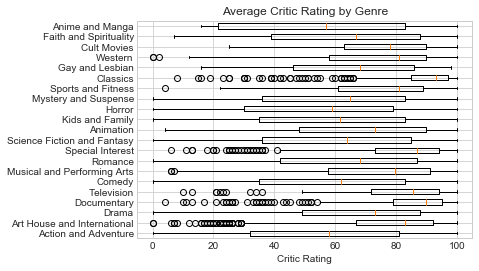 Average Critic Rating by Genre
Anime and Manga
Faith and Spirituality
Cult Movies
Western
Gay and Lesbian
Classics
Sports and Fitness
Mystery and Suspense
Horror
Kids and Family
Animation
Science Fiction and Fantasy
Special Interest
Romance
Musical and Performing Arts
Comedy
Television
Documentary
Drama
Art House and International
Action and Adventure
0 20 40 60 80 100
Critic Rating